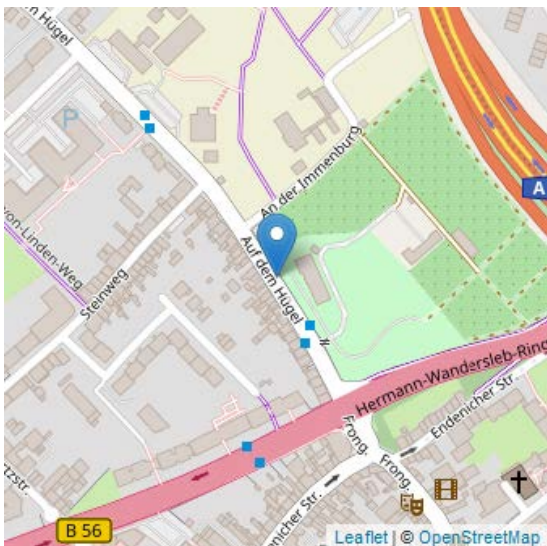 m Hügel
P
An der Immenburg
A
von-Linden-Weg
Auf dem Hügel
Steinweg
Hermann-Wandersleb-Ring
Endenicher Str.
Frong.
Frong.
rtzstr.
Endenicher Str.
B 56
Leaflet | © OpenStreetMap